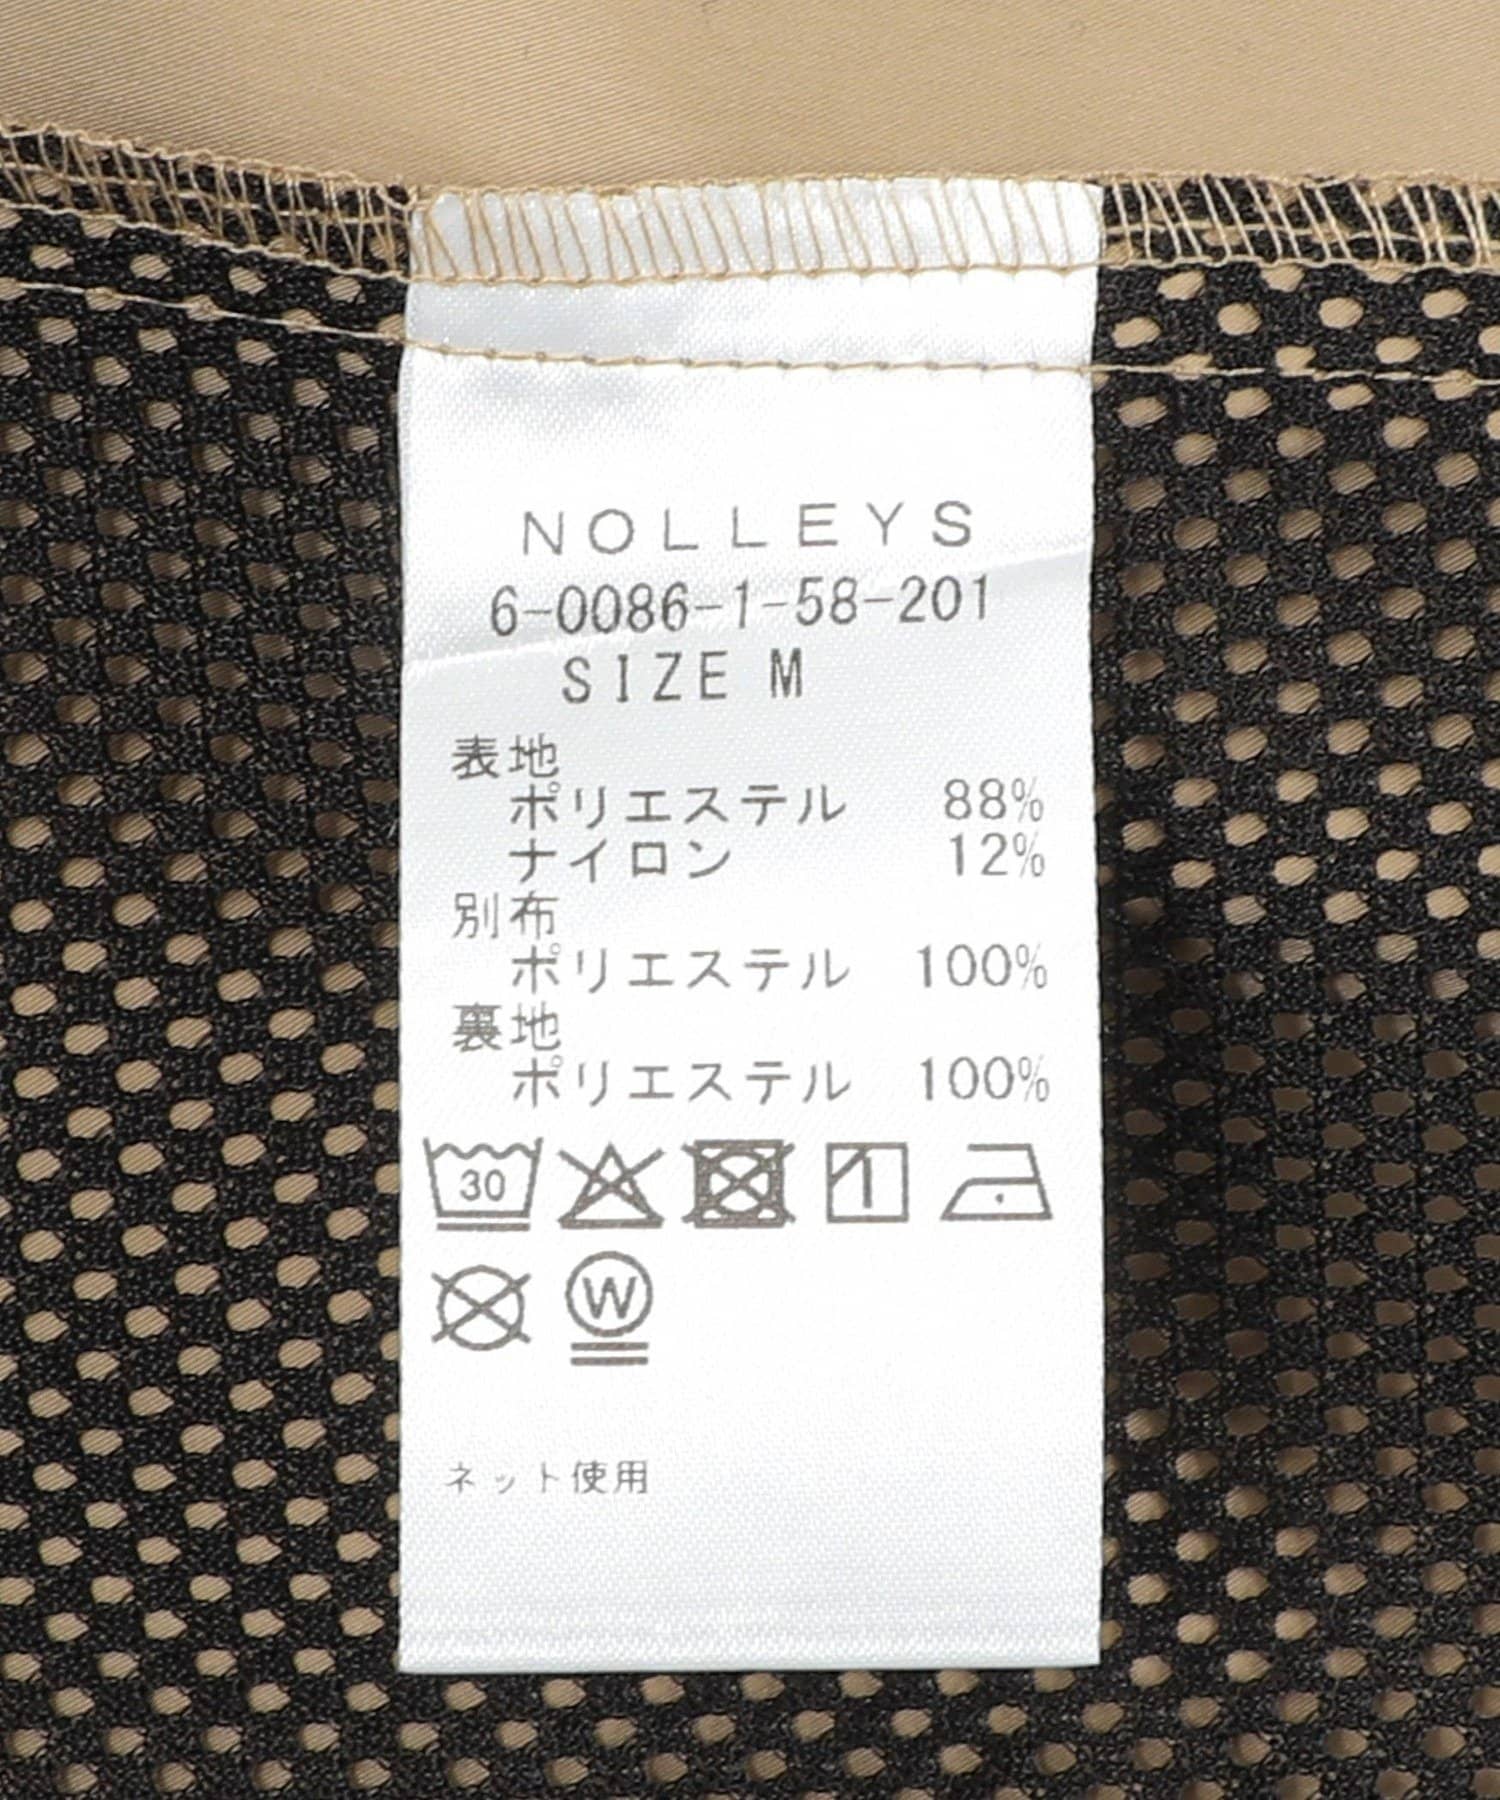 NOLLEYS
6-0086-1-58-201
SIZE M
表地
ポリエステル 88%
ナイロン 12%
別布
ポリエステル 100%
裏地
ポリエステル 100%
30
W
ネット使用